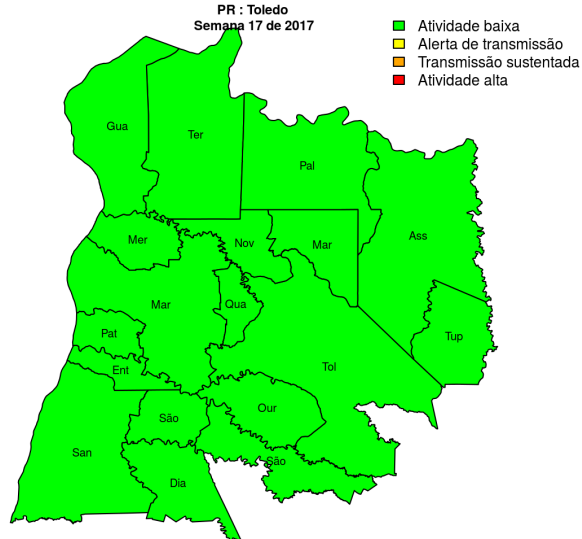 PR : Toledo
Semana 17 de 2017
Atividade baixa
Alerta de transmissão
Transmissão sustentada
Atividade alta
Gua
Ter
Pal
Ass
Mer
Nov
Mar
Mar
Qua
Pat
Tup
Ent
Tol
Our
São
San
São
Dia